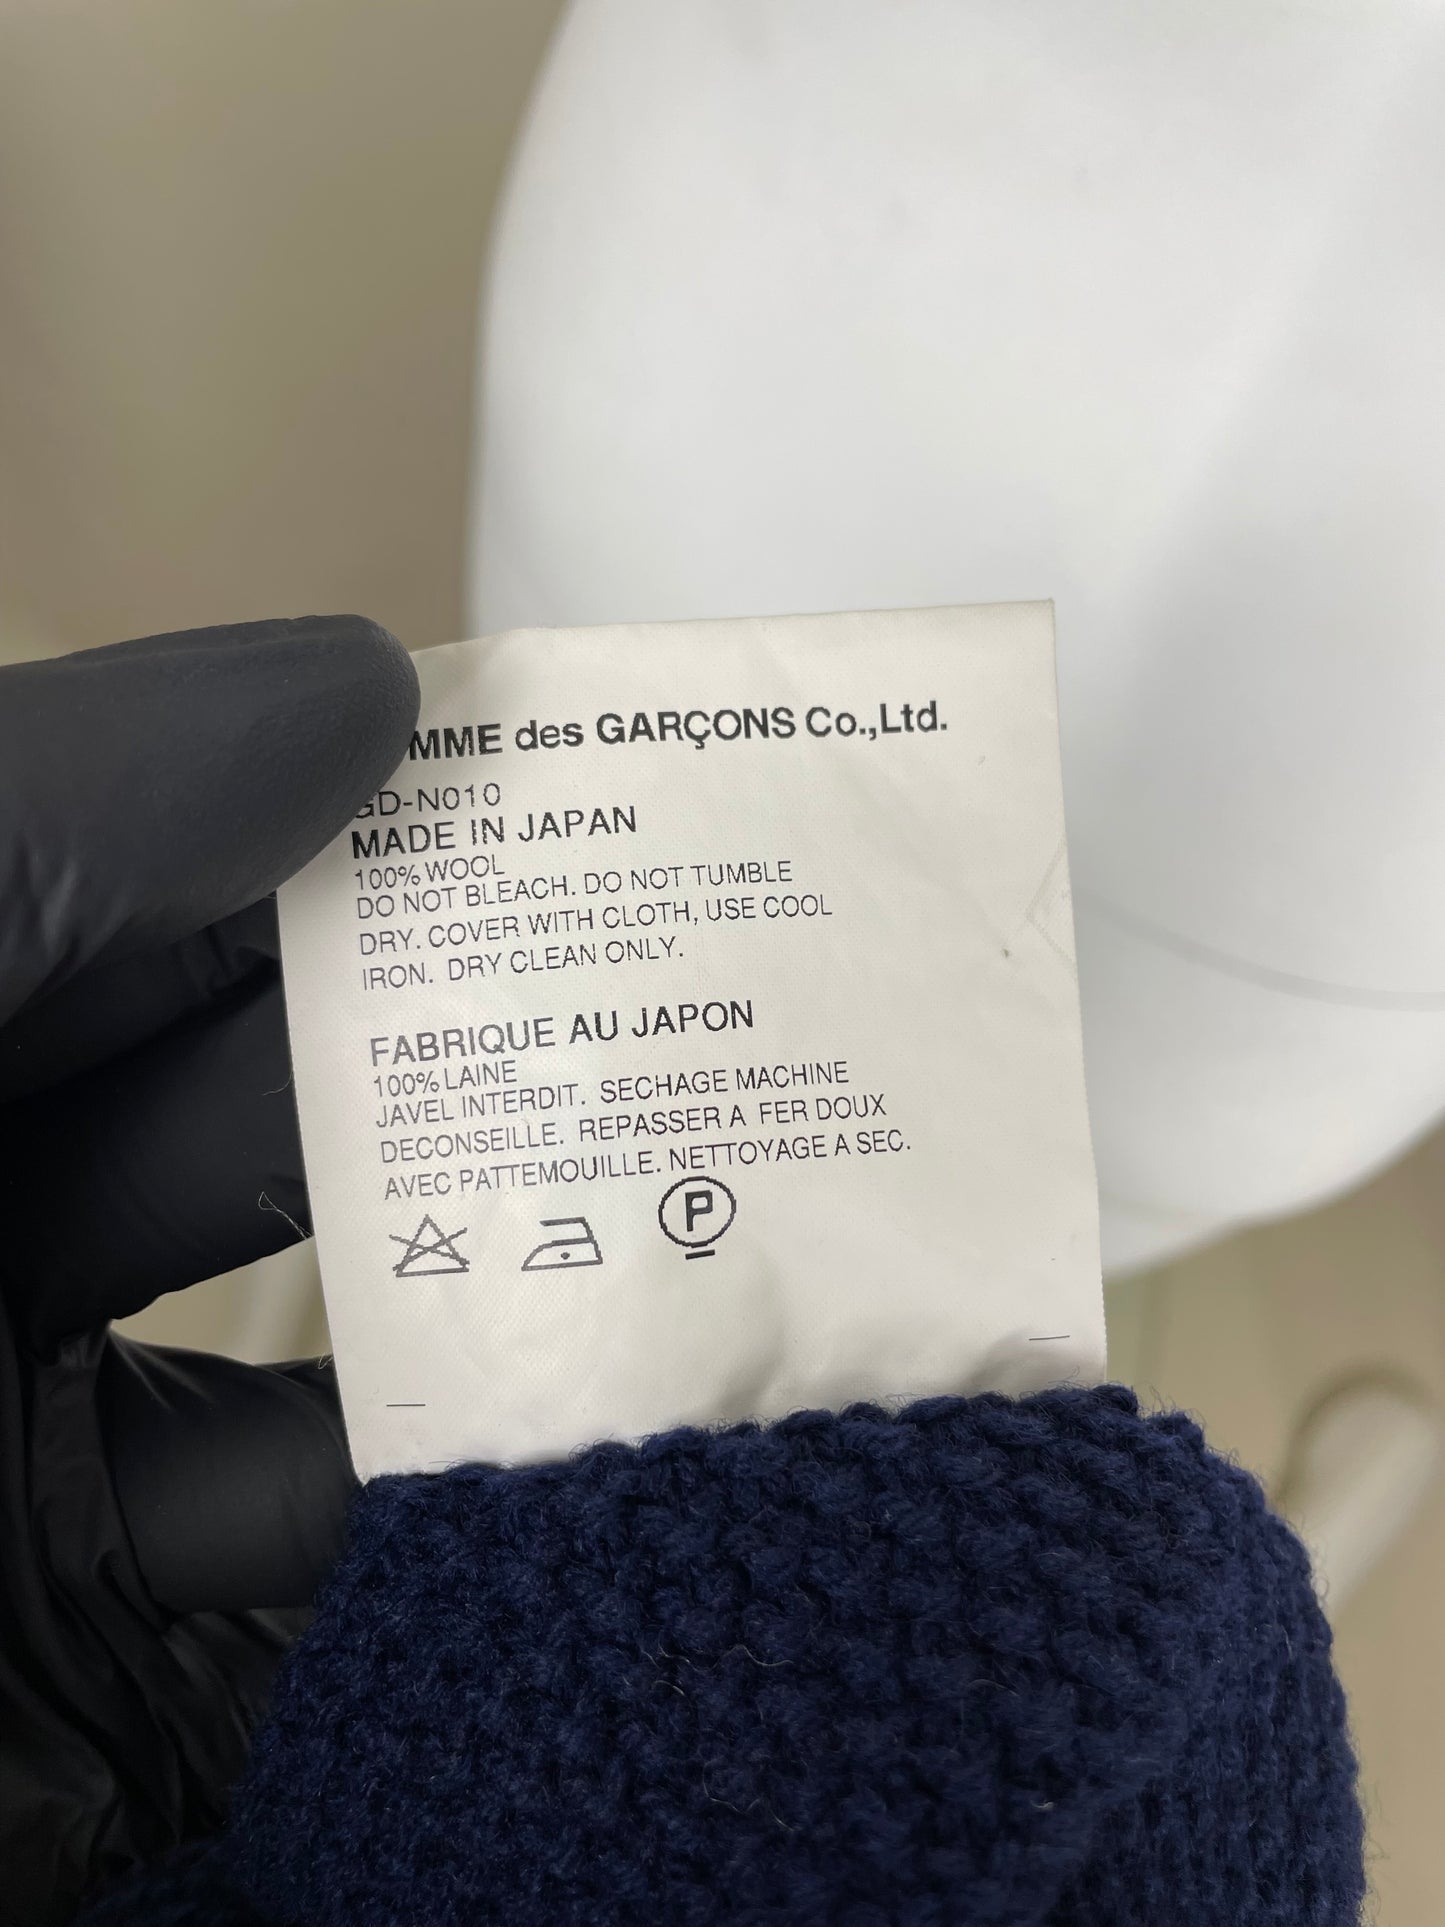 MME des GARÇONS Co.,Ltd.
GD-N010
MADE IN JAPAN
100% WOOL
DO NOT BLEACH. DO NOT TUMBLE
DRY. COVER WITH CLOTH, USE COOL
IRON. DRY CLEAN ONLY.
FABRIQUE AU JAPON
100% LAINE
JAVEL INTERDIT. SECHAGE MACHINE
DECONSEILLE. REPASSER A FER DOUX
AVEC PATTEMOUILLE. NETTOYAGE A SEC.
P